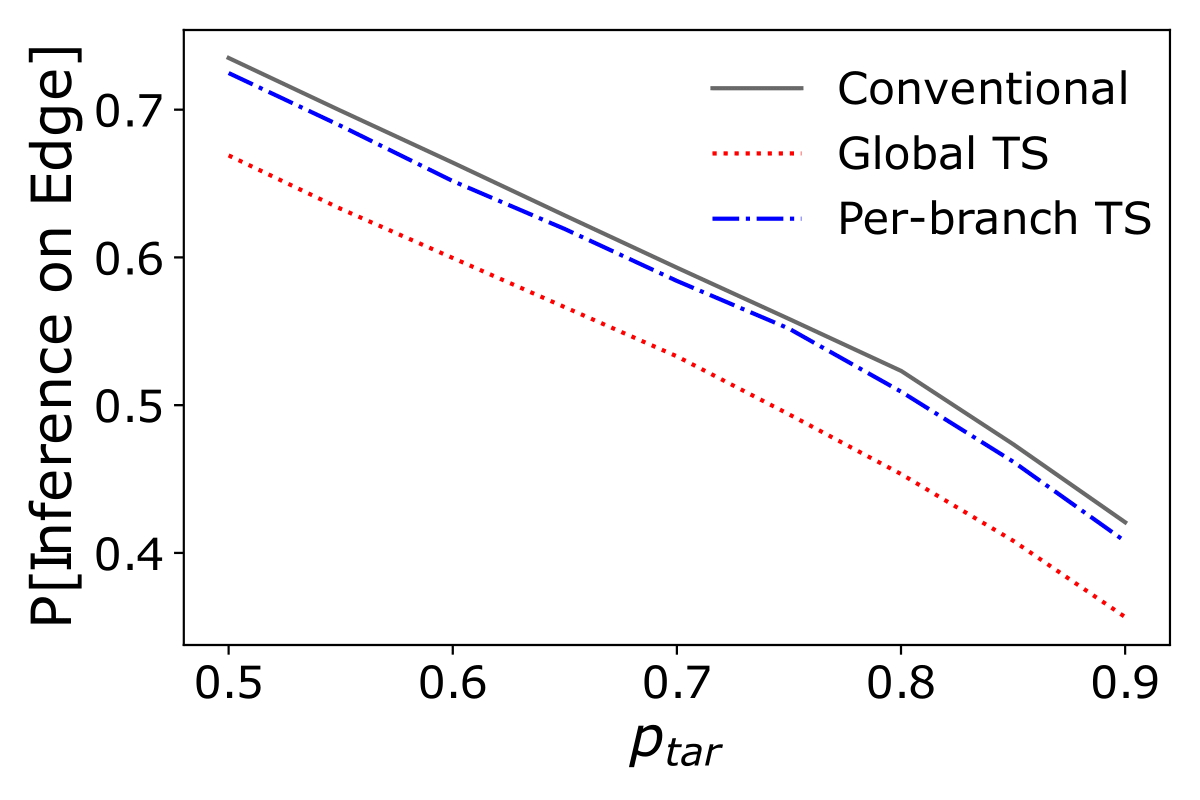 P[Inference on Edge]
0.7
0.6
0.5
0.4
Conventional
Global TS
Per-branch TS
0.5 0.6 0.7 0.8 0.9
p_tar